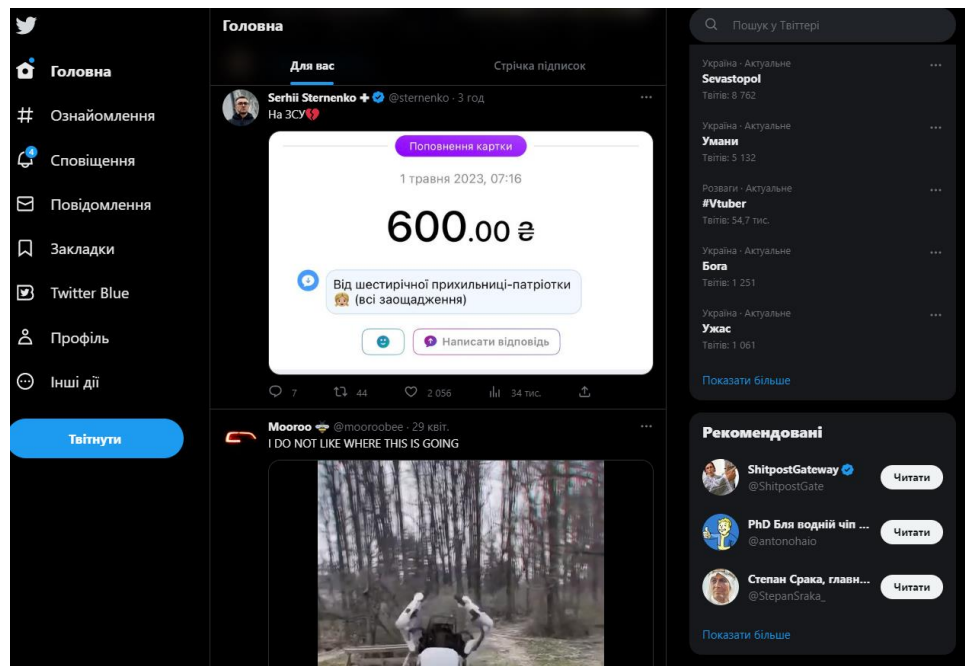 Головна
Ознайомлення
4
Сповіщення
Повідомлення
Закладки
Twitter Blue
Профіль
Інші дії
Твітнути
Головна
Для вас
Стрічка підписок
Serhii Sternenko @sternenko · 3 год
На ЗСУ
Поповнення картки
1 травня 2023, 07:16
600.00 ₴
Від шестирічної прихильниці-патріотки
(всі заощадження)
Написати відповідь
7 44 2 056 34 тис.
Mooroo @mooroobee · 29 квіт.
I DO NOT LIKE WHERE THIS IS GOING
Пошук у Твіттері
Україна · Актуальне
Sevastopol
Твітів: 8 762
Україна · Актуальне
Умани
Твітів: 5 132
Розваги · Актуальне
#Vtuber
Твітів: 54,7 тис.
Україна · Актуальне
Бога
Твітів: 1 251
Україна · Актуальне
Ужас
Твітів: 1 061
Показати більше
Рекомендовані
ShitpostGateway
@ShitpostGate
Читати
PhD Бля водній чіп ...
@antonohaio
Читати
Степан Срака, главн...
@StepanSraka_
Читати
Показати більше